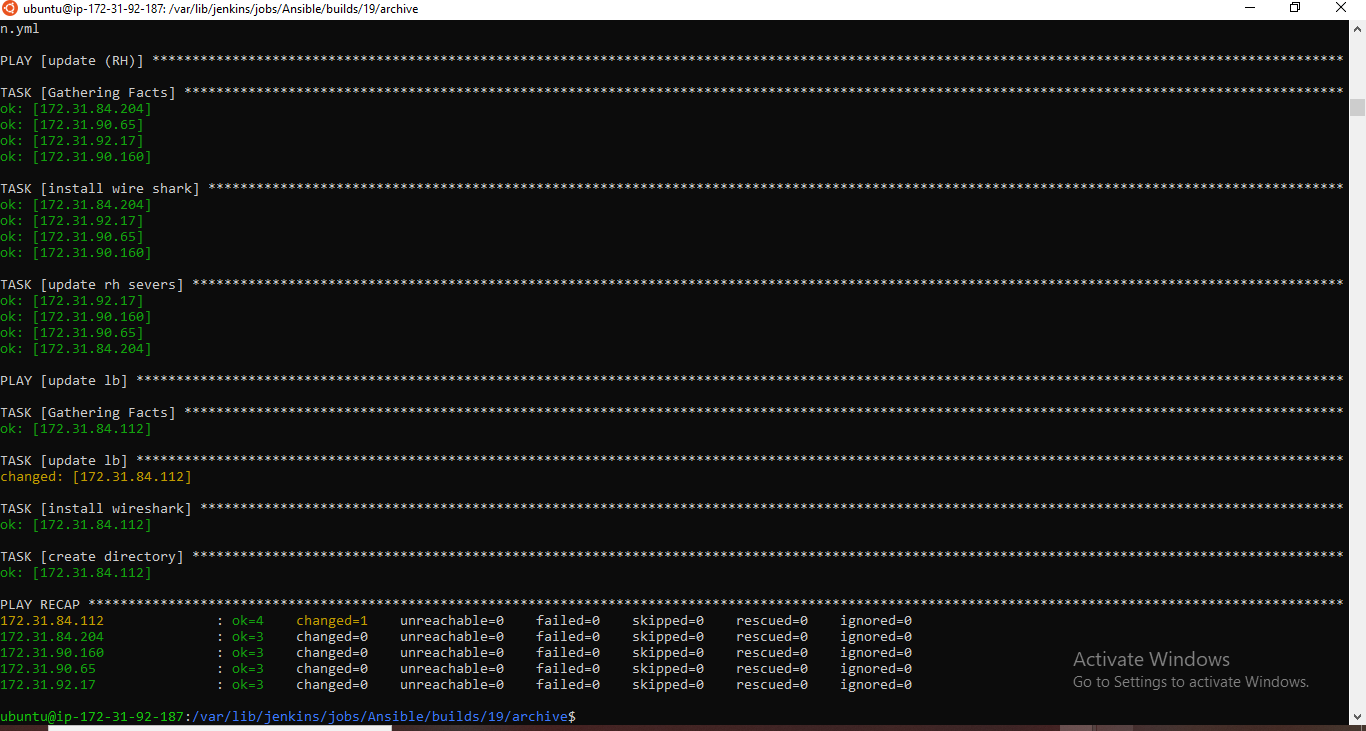 ubuntu@ip-172-31-92-187: /var/lib/jenkins/jobs/Ansible/builds/19/archive
n.yml
PLAY [update (RH)] ******************************************************************************************************************************************************
TASK [Gathering Facts] **************************************************************************************************************************************************
ok: [172.31.84.204]
ok: [172.31.90.65]
ok: [172.31.92.17]
ok: [172.31.90.160]
TASK [install wire shark] ***********************************************************************************************************************************************
ok: [172.31.84.204]
ok: [172.31.92.17]
ok: [172.31.90.65]
ok: [172.31.90.160]
TASK [update rh severs] *************************************************************************************************************************************************
ok: [172.31.92.17]
ok: [172.31.90.160]
ok: [172.31.90.65]
ok: [172.31.84.204]
PLAY [update lb] ********************************************************************************************************************************************************
TASK [Gathering Facts] **************************************************************************************************************************************************
ok: [172.31.84.112]
TASK [update lb] ********************************************************************************************************************************************************
changed: [172.31.84.112]
TASK [install wireshark] ************************************************************************************************************************************************
ok: [172.31.84.112]
TASK [create directory] *************************************************************************************************************************************************
ok: [172.31.84.112]
PLAY RECAP **************************************************************************************************************************************************************
172.31.84.112 : ok=4 changed=1 unreachable=0 failed=0 skipped=0 rescued=0 ignored=0
172.31.84.204 : ok=3 changed=0 unreachable=0 failed=0 skipped=0 rescued=0 ignored=0
172.31.90.160 : ok=3 changed=0 unreachable=0 failed=0 skipped=0 rescued=0 ignored=0
172.31.90.65 : ok=3 changed=0 unreachable=0 failed=0 skipped=0 rescued=0 ignored=0
172.31.92.17 : ok=3 changed=0 unreachable=0 failed=0 skipped=0 rescued=0 ignored=0
Activate Windows
Go to Settings to activate Windows.
ubuntu@ip-172-31-92-187:/var/lib/jenkins/jobs/Ansible/builds/19/archive$